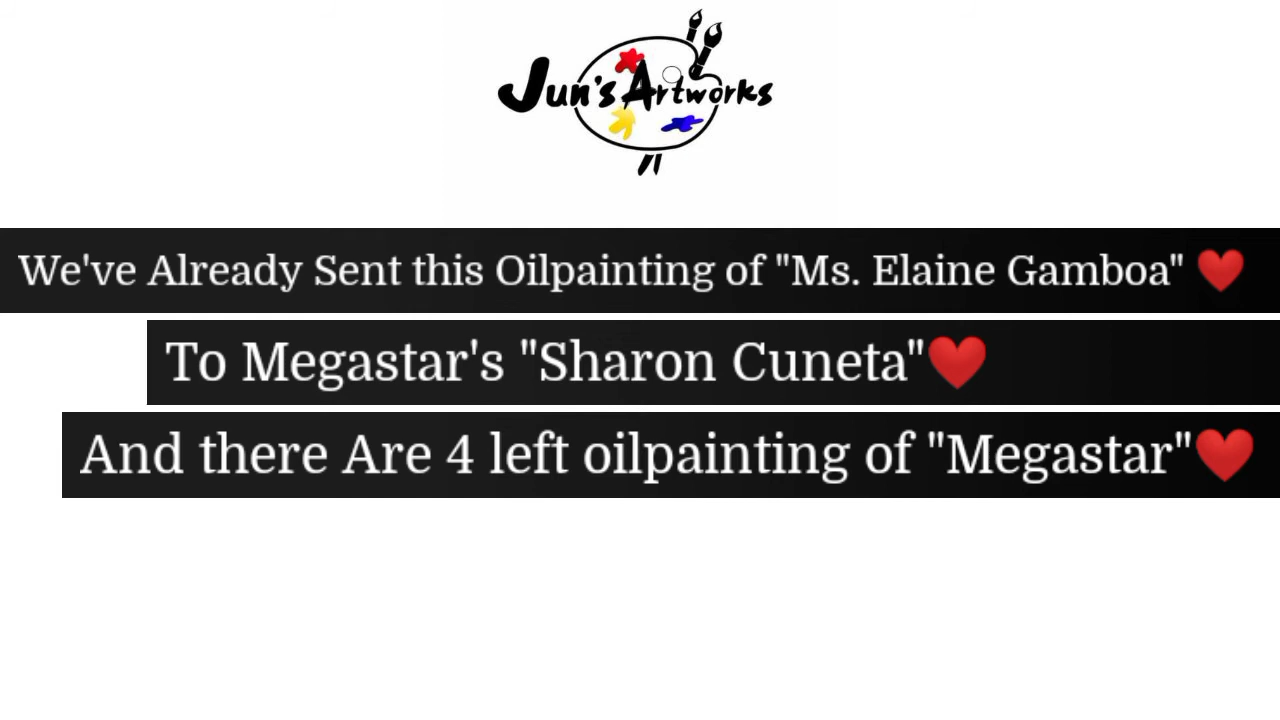 Jun's Artworks
We've Already Sent this Oilpainting of "Ms. Elaine Gamboa" ❤️
To Megastar's "Sharon Cuneta"❤️
And there Are 4 left oilpainting of "Megastar"❤️